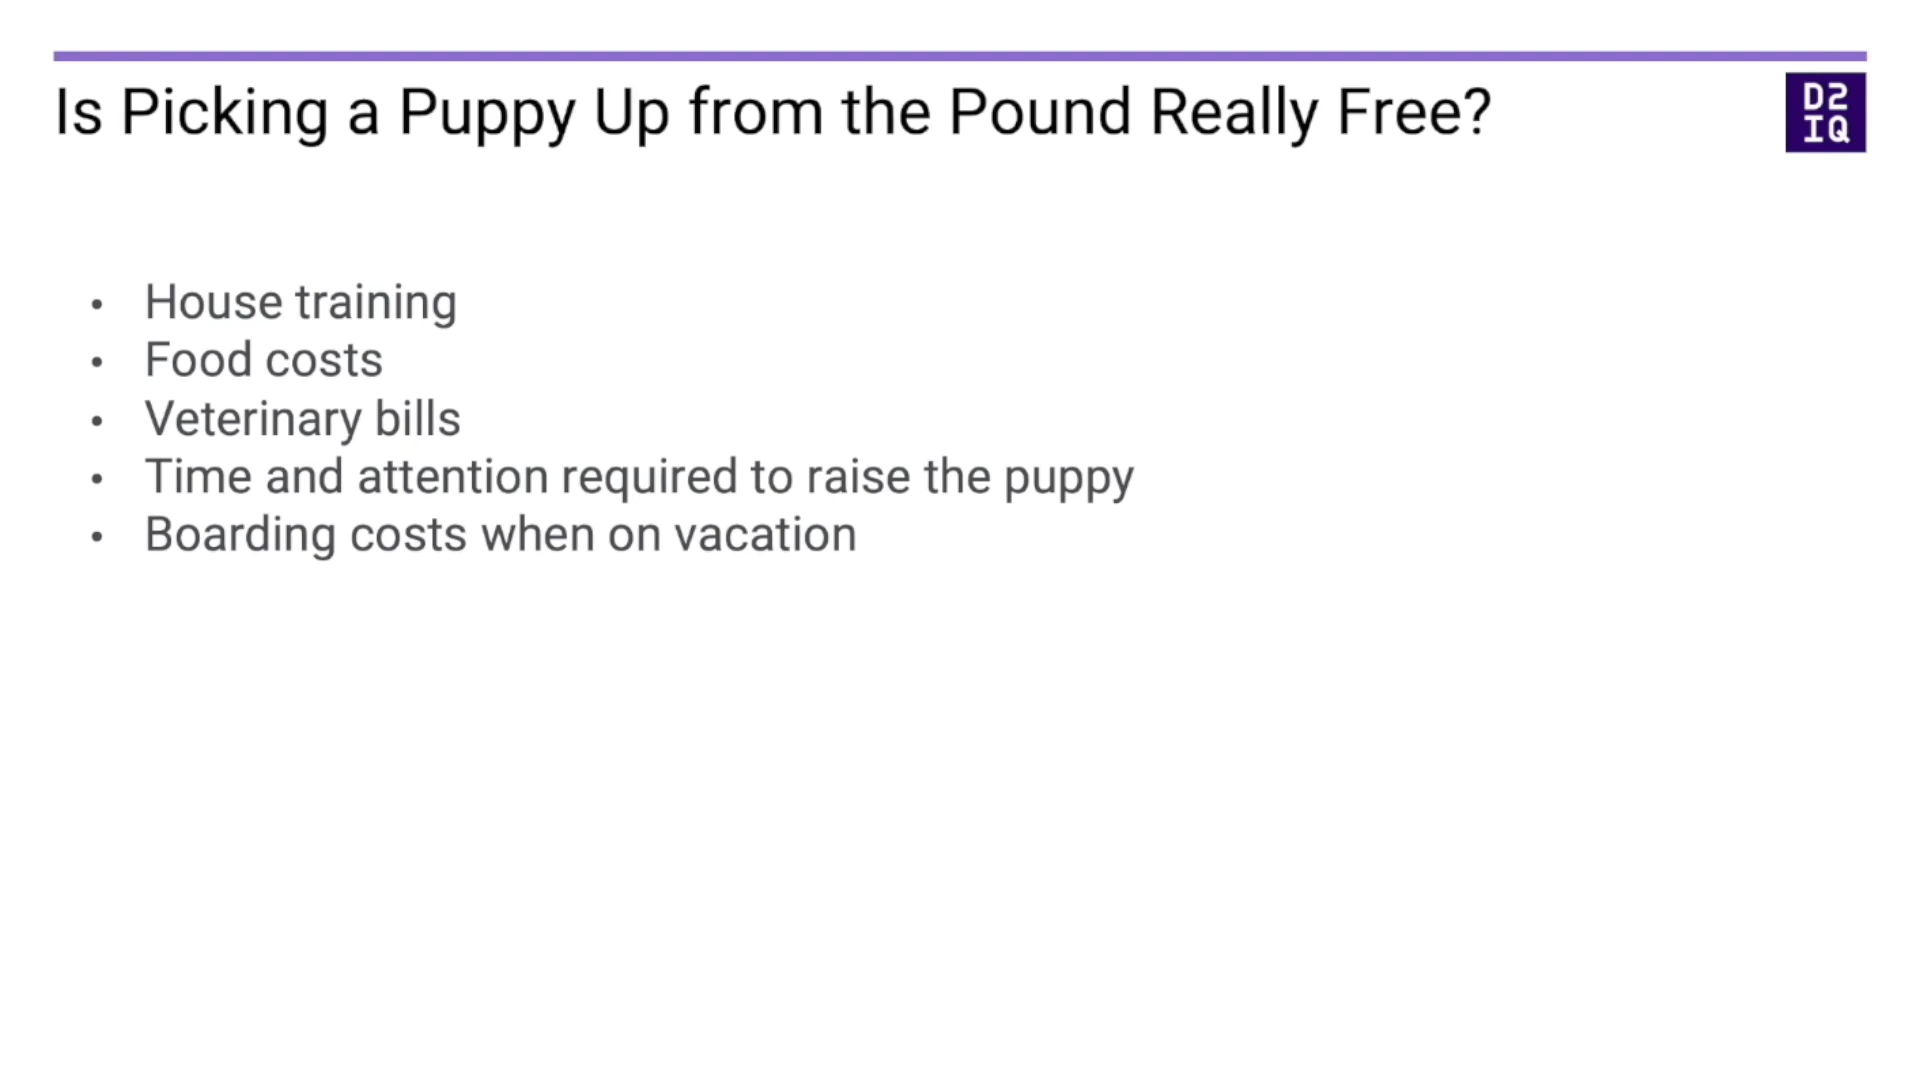 Is Picking a Puppy Up from the Pound Really Free?
D2
IQ
• House training
• Food costs
• Veterinary bills
• Time and attention required to raise the puppy
• Boarding costs when on vacation